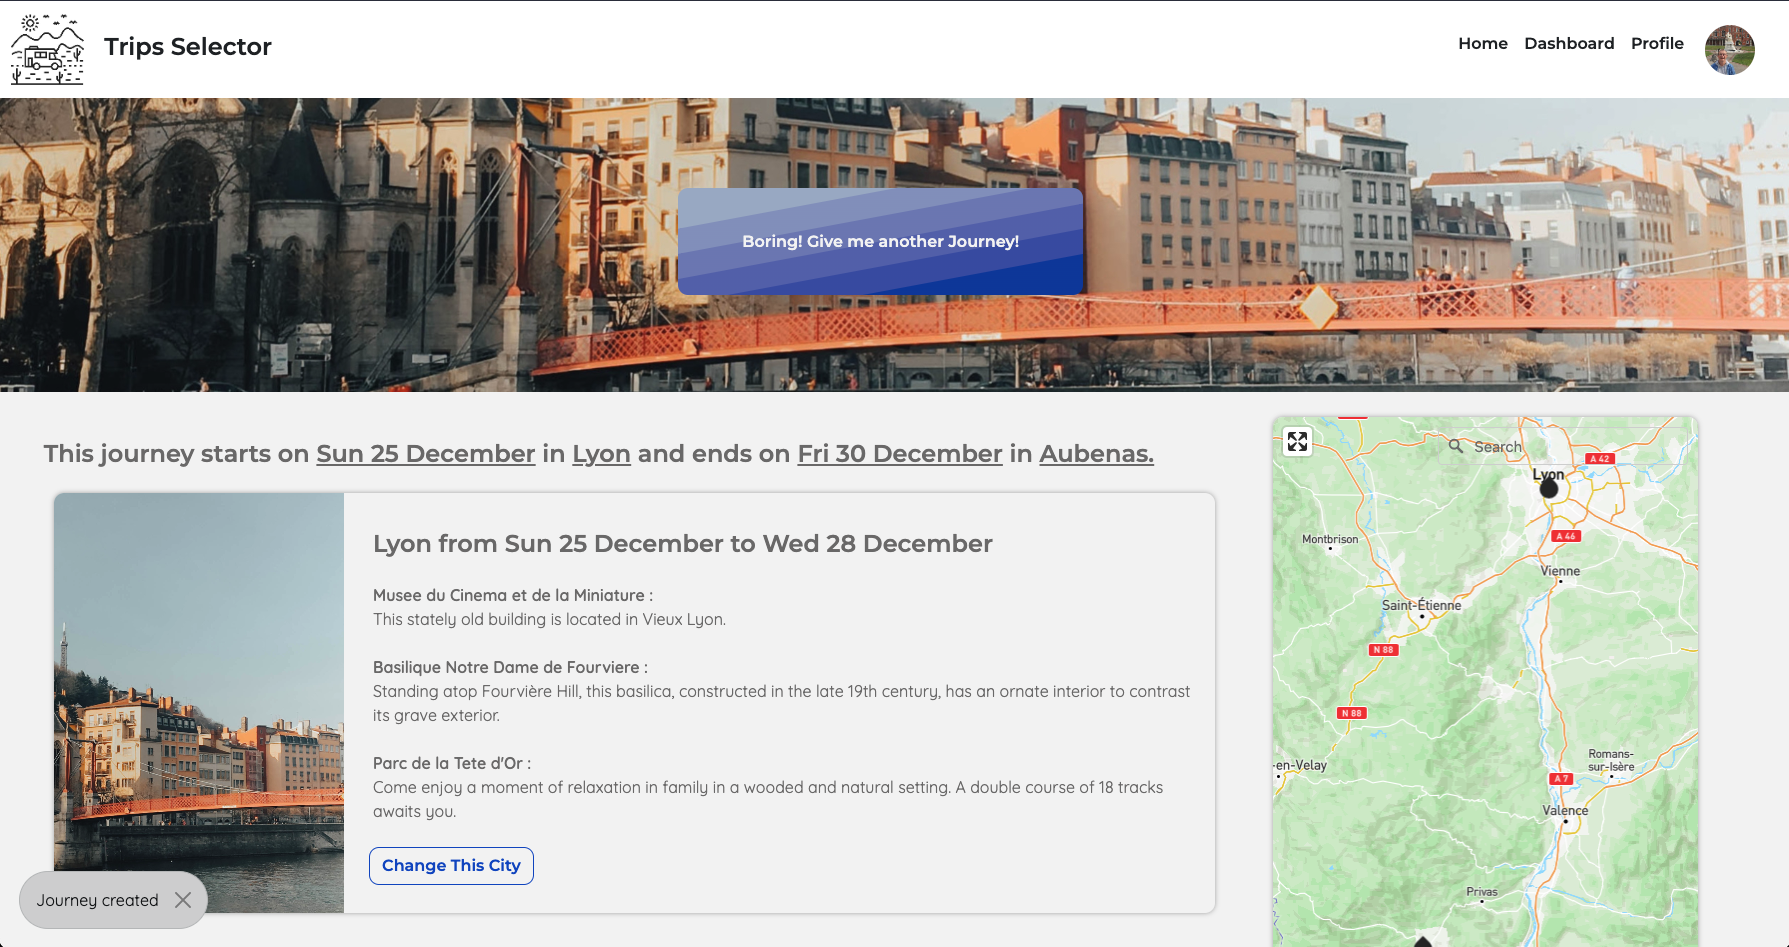 Trips Selector
Home Dashboard Profile
Boring! Give me another Journey!
This journey starts on Sun 25 December in Lyon and ends on Fri 30 December in Aubenas.
Lyon from Sun 25 December to Wed 28 December
Musee du Cinema et de la Miniature :
This stately old building is located in Vieux Lyon.
Basilique Notre Dame de Fourviere :
Standing atop Fourvière Hill, this basilica, constructed in the late 19th century, has an ornate interior to contrast
its grave exterior.
Parc de la Tete d'Or :
Come enjoy a moment of relaxation in family in a wooded and natural setting. A double course of 18 tracks
awaits you.
Change This City
Journey created
Search
A 42
Lyon
A 46
Montbrison
Vienne
Saint-Étienne
N 88
N 88
Romans-
sur-Isère
-en-Velay
A 7
Valence
Privas